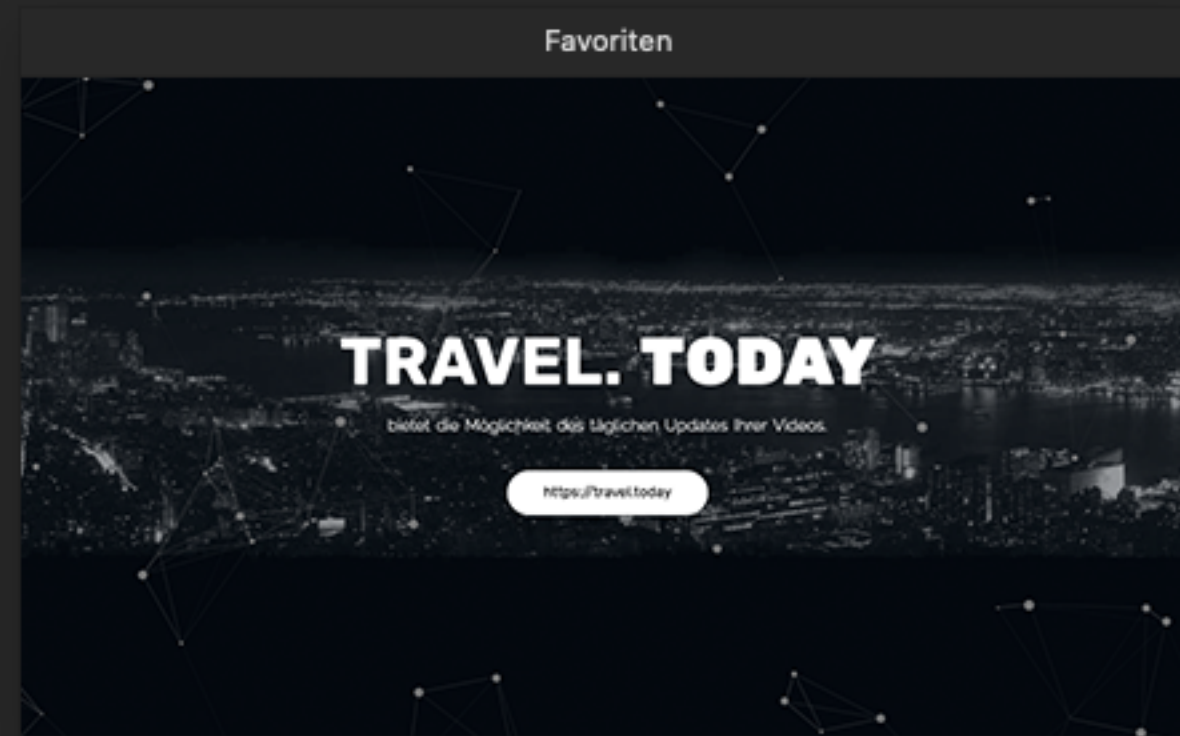 Favoriten
TRAVEL. TODAY
bietet die Möglichkeit des täglichen Updates Ihrer Videos.
https://travel.today